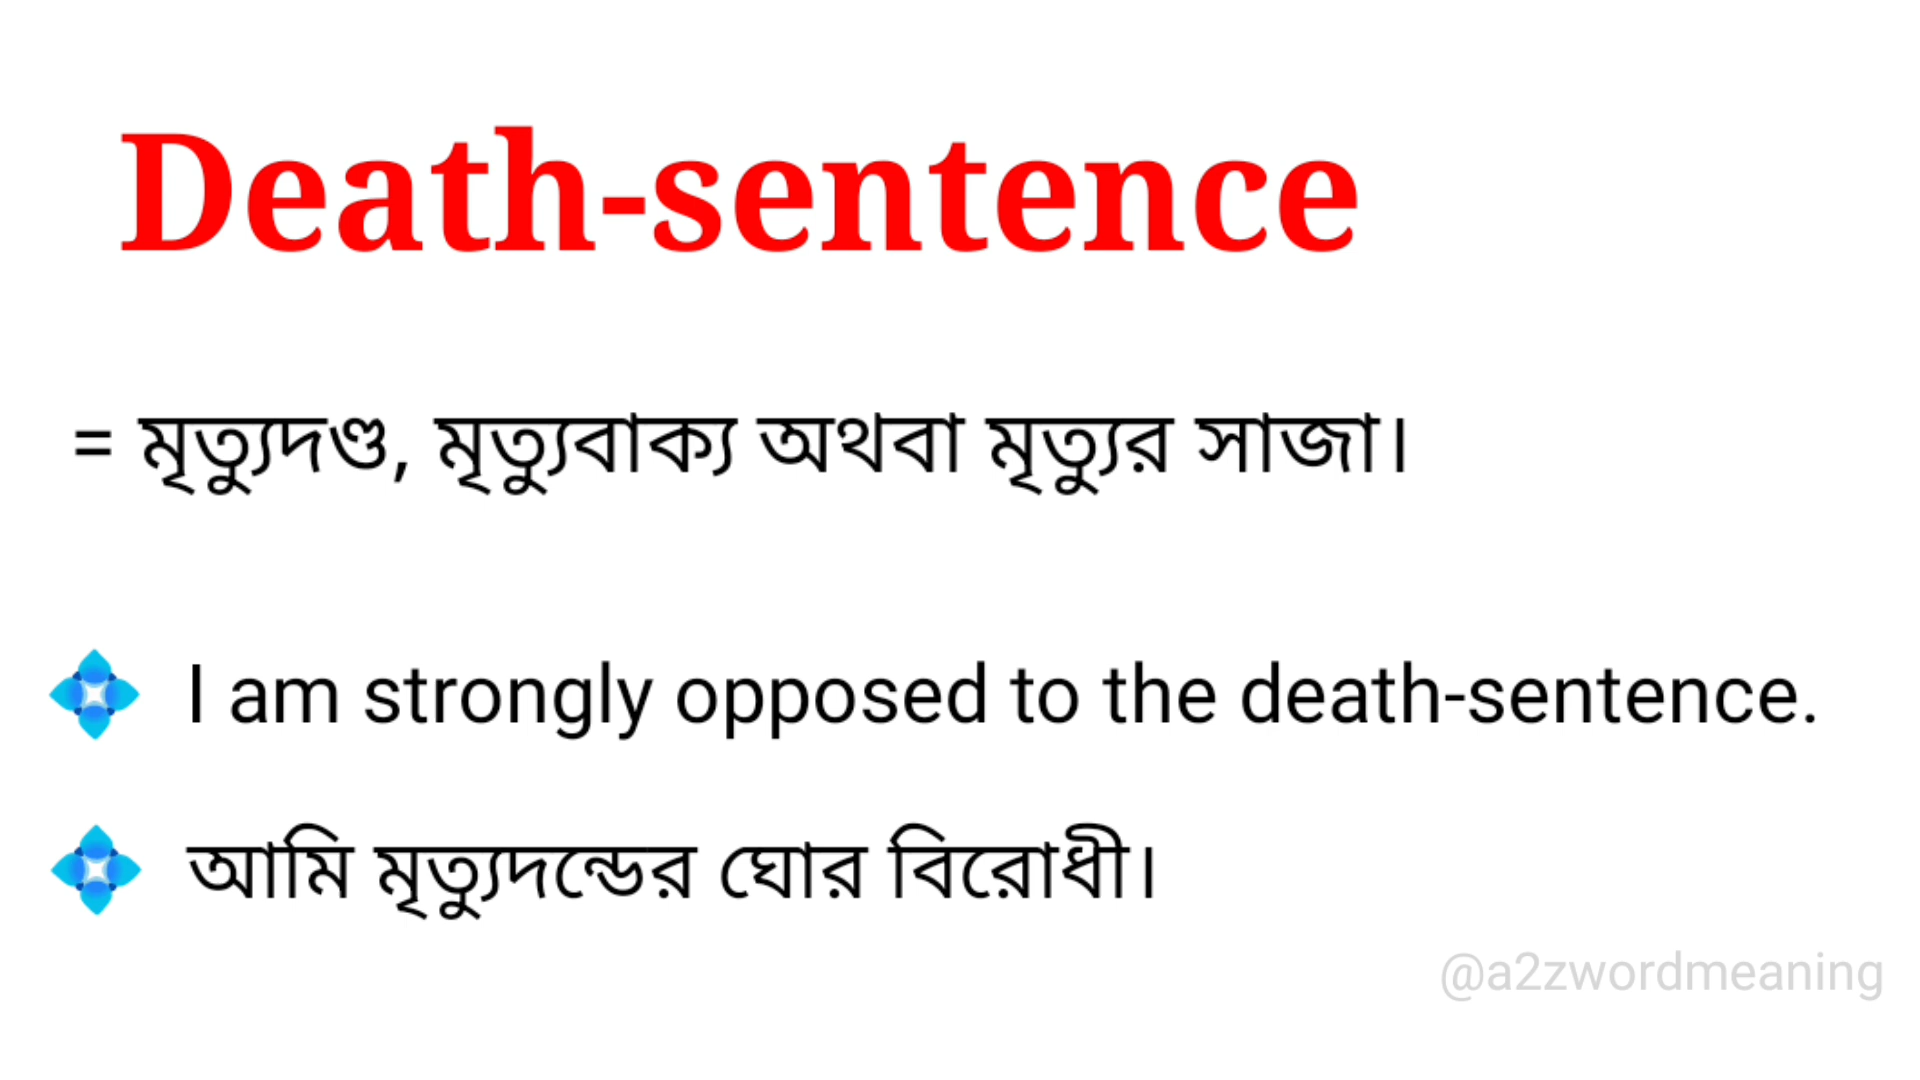 Death-sentence
= মৃত্যুদণ্ড, মৃত্যুবাক্য অথবা মৃত্যুর সাজা।
I am strongly opposed to the death-sentence.
আমি মৃত্যুদন্ডের ঘোর বিরোধী।
@a2zwordmeaning